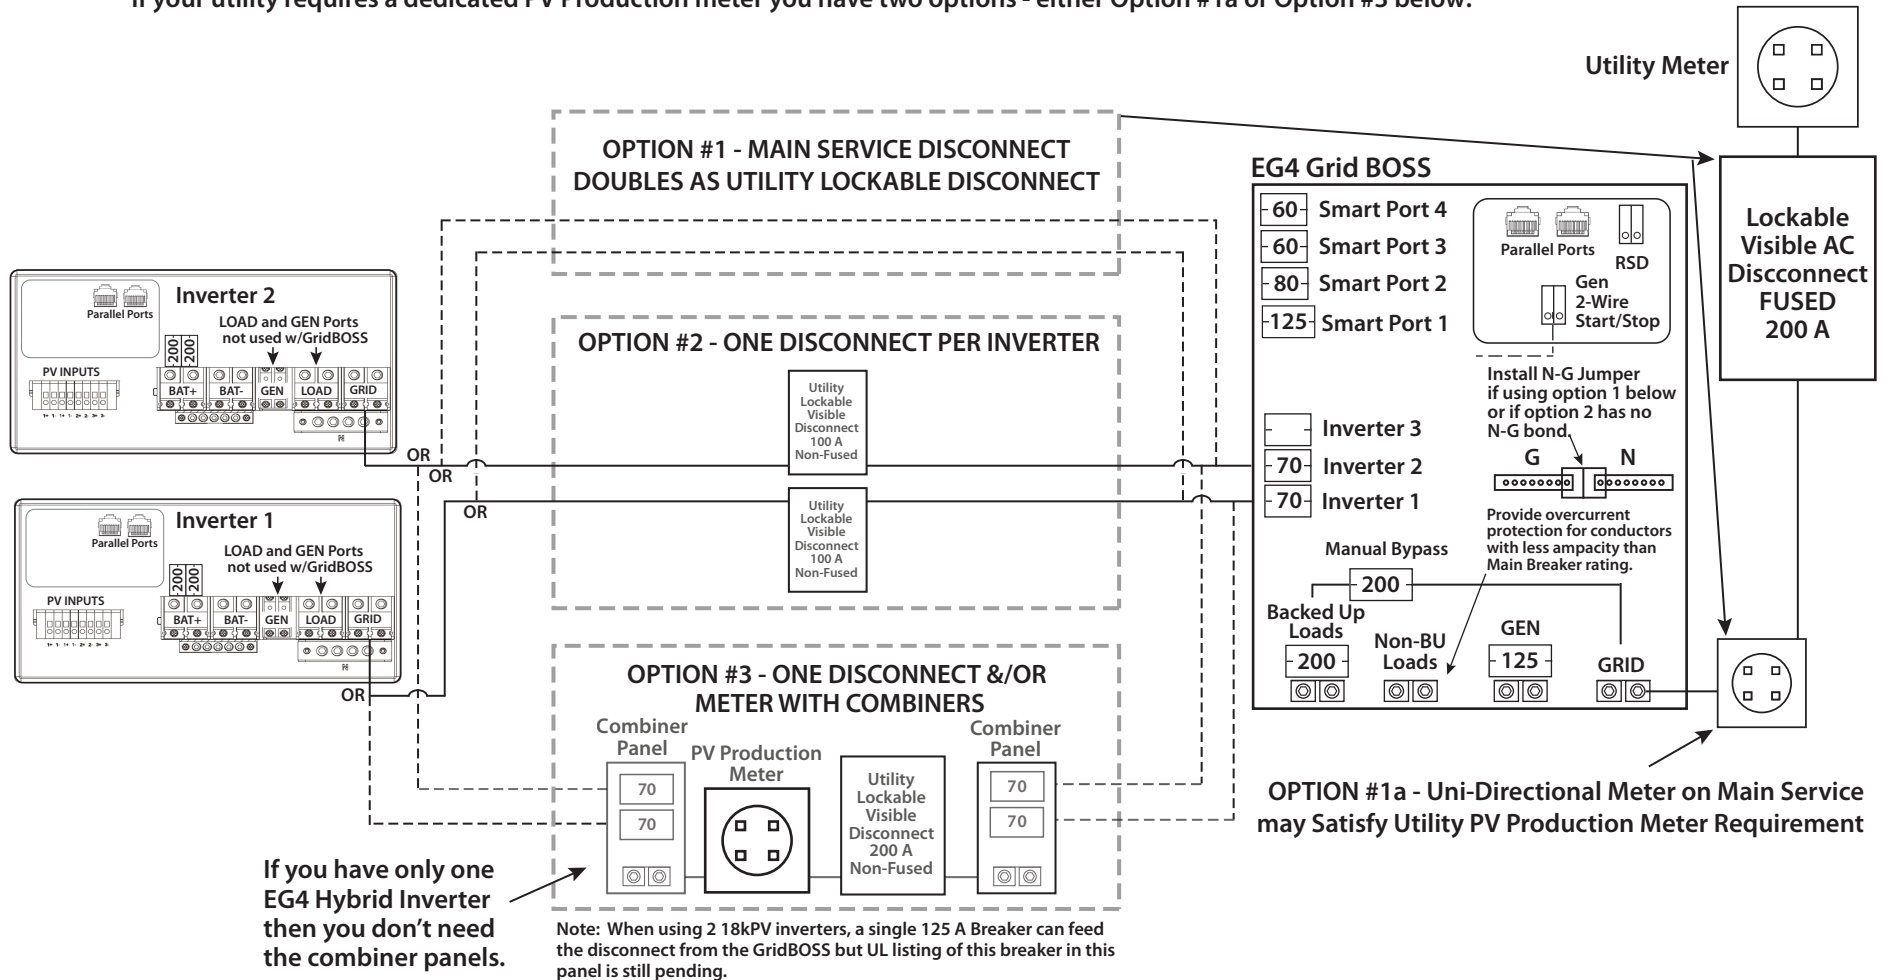 If your utility requires a dedicated PV Production meter you have two options - either Option #1a or Option #3 below.
Utility Meter
OPTION #1 - MAIN SERVICE DISCONNECT
DOUBLES AS UTILITY LOCKABLE DISCONNECT
EG4 Grid BOSS
60 Smart Port 4
60 Smart Port 3
80 Smart Port 2
125 Smart Port 1
Parallel Ports
RSD
Gen
2-Wire
Start/Stop
Lockable
Visible AC
Discconnect
FUSED
200 A
Parallel Ports
Inverter 2
LOAD and GEN Ports
not used w/GridBOSS
200
200
PV INPUTS
BAT+
BAT-
GEN
LOAD
GRID
N
OPTION #2 - ONE DISCONNECT PER INVERTER
Utility
Lockable
Visible
Disconnect
100 A
Non-Fused
Install N-G Jumper
if using option 1 below
or if option 2 has no
N-G bond.
G
N
Inverter 3
70 Inverter 2
70 Inverter 1
OR
OR
OR
Utility
Lockable
Visible
Disconnect
100 A
Non-Fused
Parallel Ports
Inverter 1
LOAD and GEN Ports
not used w/GridBOSS
200
200
PV INPUTS
BAT+
BAT-
GEN
LOAD
GRID
N
OR
Provide overcurrent
protection for conductors
with less ampacity than
Main Breaker rating.
Manual Bypass
200
Backed Up
Loads
200
Non-BU
Loads
GEN
125
GRID
OPTION #3 - ONE DISCONNECT &/OR
METER WITH COMBINERS
Combiner
Panel
70
70
PV Production
Meter
Utility
Lockable
Visible
Disconnect
200 A
Non-Fused
Combiner
Panel
70
70
OPTION #1a - Uni-Directional Meter on Main Service
may Satisfy Utility PV Production Meter Requirement
If you have only one
EG4 Hybrid Inverter
then you don't need
the combiner panels.
Note: When using 2 18kPV inverters, a single 125 A Breaker can feed
the disconnect from the GridBOSS but UL listing of this breaker in this
panel is still pending.